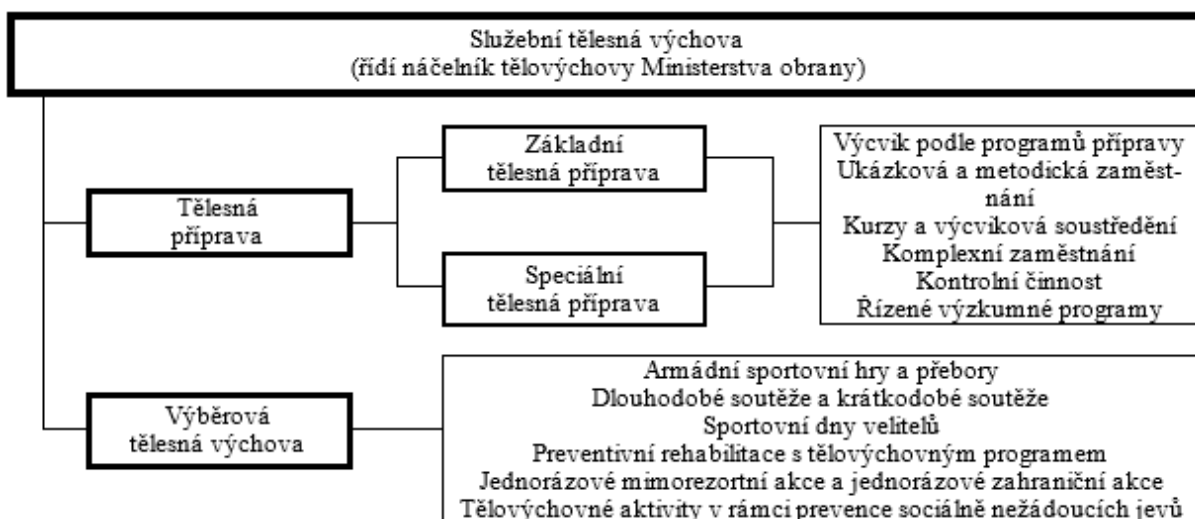 Služební tělesná výchova
(řídí náčelník tělovýchovy Ministerstva obrany)
Základní
tělesná příprava
Tělesná
příprava
Speciální
tělesná příprava
Výcvik podle programů přípravy
Ukázková a metodická zaměst-
nání
Kurzy a výcviková soustředění
Komplexní zaměstnání
Kontrolní činnost
Řízené výzkumné programy
Výběrová
tělesná výchova
Armádní sportovní hry a přebory
Dlouhodobé soutěže a krátkodobé soutěže
Sportovní dny velitelů
Preventivní rehabilitace s tělovýchovným programem
Jednorázové mimorezortní akce a jednorázové zahraniční akce
Tělovýchovné aktivity v rámci prevence sociálně nežádoucích jevů